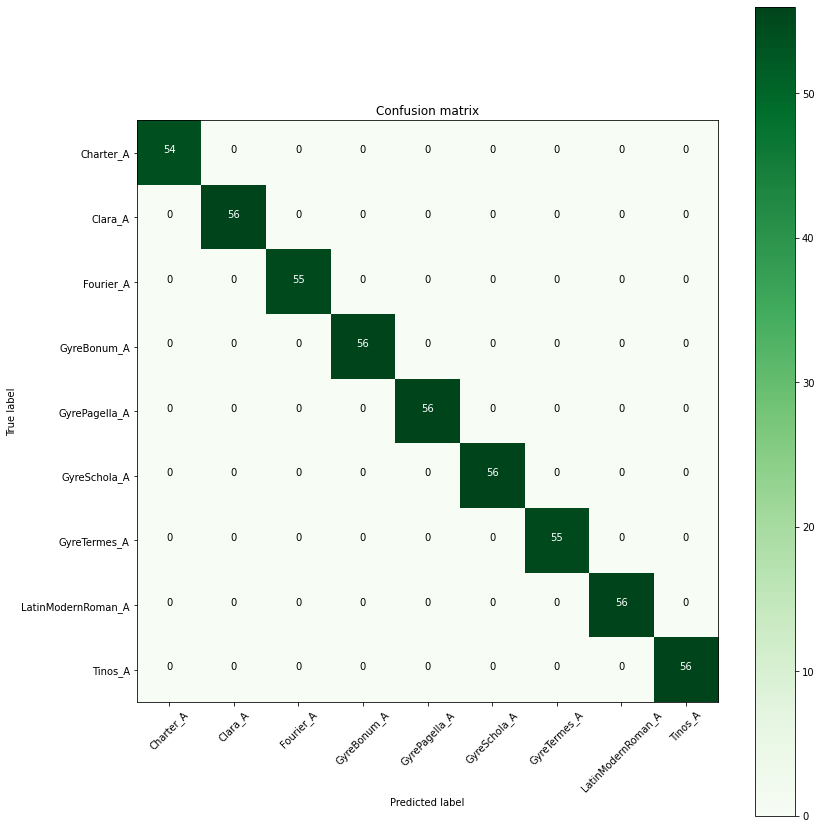 Confusion matrix
Charter_A 54 0 0 0 0 0 0 0 0
Clara_A 0 56 0 0 0 0 0 0 0
Fourier_A 0 0 55 0 0 0 0 0 0
GyreBonum_A 0 0 0 56 0 0 0 0 0
GyrePagella_A 0 0 0 0 56 0 0 0 0
GyreSchola_A 0 0 0 0 0 56 0 0 0
GyreTermes_A 0 0 0 0 0 0 55 0 0
LatinModernRoman_A 0 0 0 0 0 0 0 56 0
Tinos_A 0 0 0 0 0 0 0 0 56
True label
Charter_A Clara_A Fourier_A GyreBonum_A GyrePagella_A GyreSchola_A GyreTermes_A LatinModernRoman_A Tinos_A
Predicted label
50
40
30
20
10
0